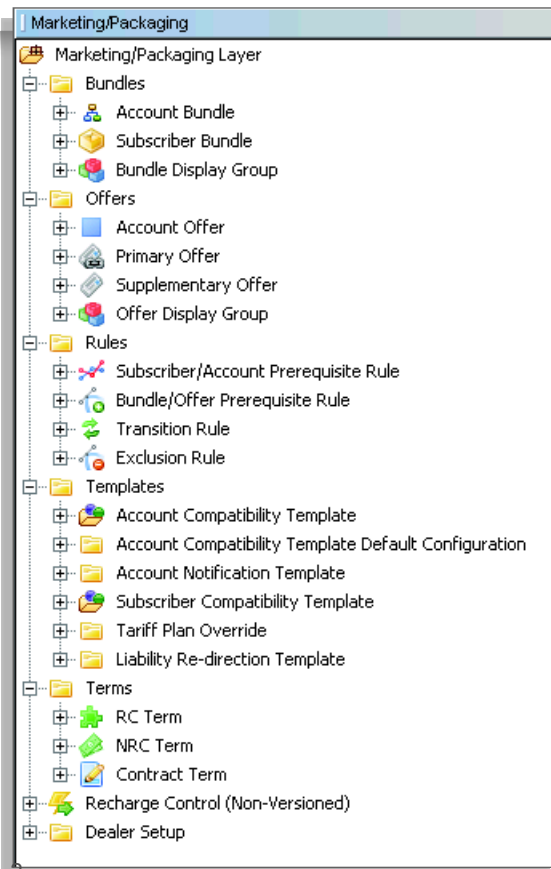 Marketing/Packaging
Marketing/Packaging Layer
Bundles
Account Bundle
Subscriber Bundle
Bundle Display Group
Offers
Account Offer
Primary Offer
Supplementary Offer
Offer Display Group
Rules
Subscriber/Account Prerequisite Rule
Bundle/Offer Prerequisite Rule
Transition Rule
Exclusion Rule
Templates
Account Compatibility Template
Account Compatibility Template Default Configuration
Account Notification Template
Subscriber Compatibility Template
Tariff Plan Override
Liability Re-direction Template
Terms
RC Term
NRC Term
Contract Term
Recharge Control (Non-Versioned)
Dealer Setup